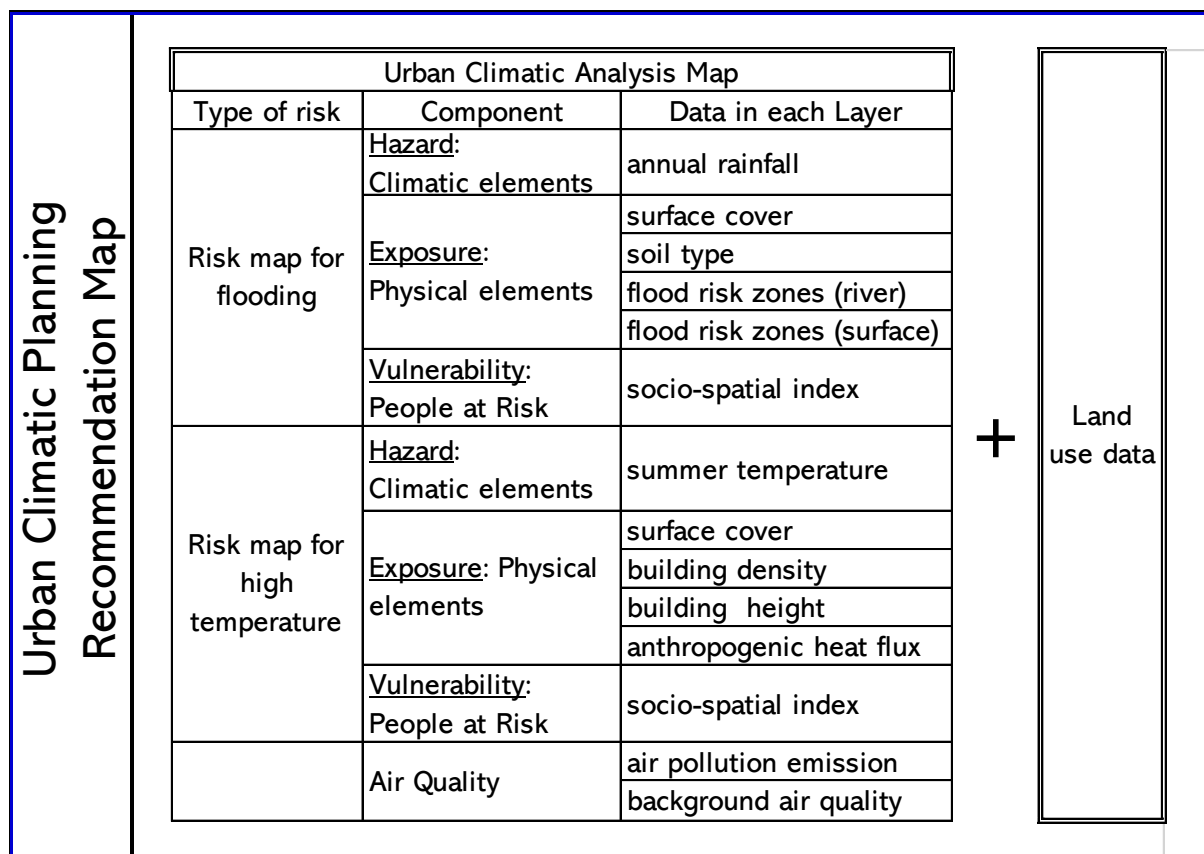 Urban Climatic Planning
Recommendation Map
Urban Climatic Analysis Map
Type of risk
Component
Data in each Layer
Risk map for
flooding
Hazard:
Climatic elements
annual rainfall
Exposure:
Physical elements
surface cover
soil type
flood risk zones (river)
flood risk zones (surface)
Vulnerability:
People at Risk
socio-spatial index
Risk map for
high
temperature
Hazard:
Climatic elements
summer temperature
Exposure: Physical
elements
surface cover
building density
building height
anthropogenic heat flux
Vulnerability:
People at Risk
socio-spatial index
Air Quality
air pollution emission
background air quality
+
Land
use data